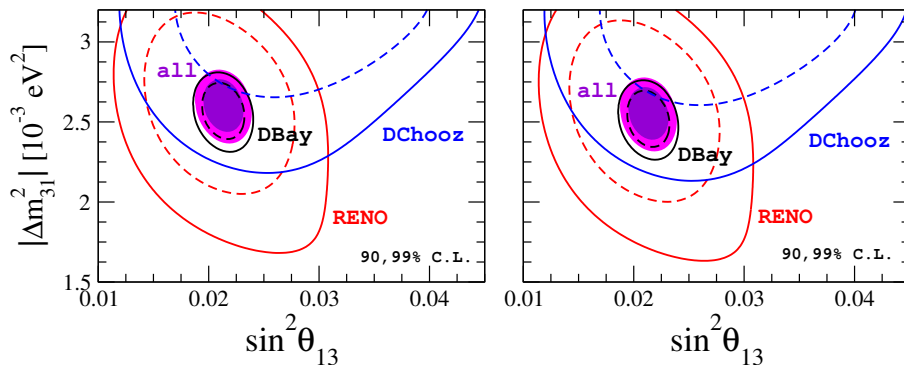 |Δm²₃₁| [10⁻³ eV²]
3
2.5
2
1.5
all
DBay
DChooz
RENO
90,99% C.L.
0.01
0.02
0.03
0.04
sin²θ₁₃
all
DBay
DChooz
RENO
90,99% C.L.
0.01
0.02
0.03
0.04
sin²θ₁₃